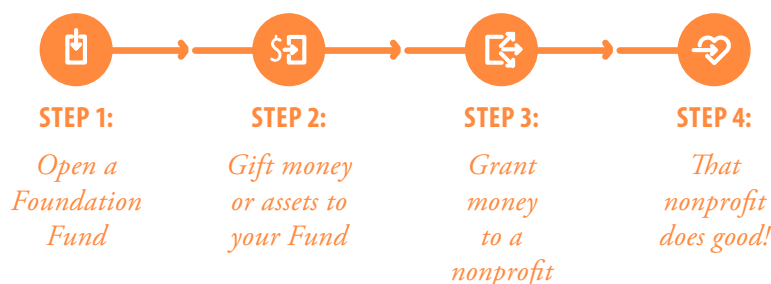 $
STEP 1:
Open a
Foundation
Fund
STEP 2:
Gift money
or assets to
your Fund
STEP 3:
Grant
money
to a
nonprofit
STEP 4:
That
nonprofit
does good!